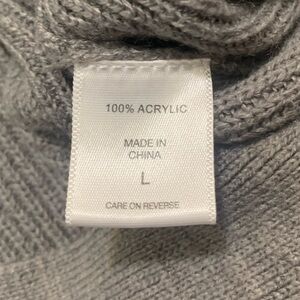 100% ACRYLIC
MADE IN
CHINA
L
CARE ON REVERSE